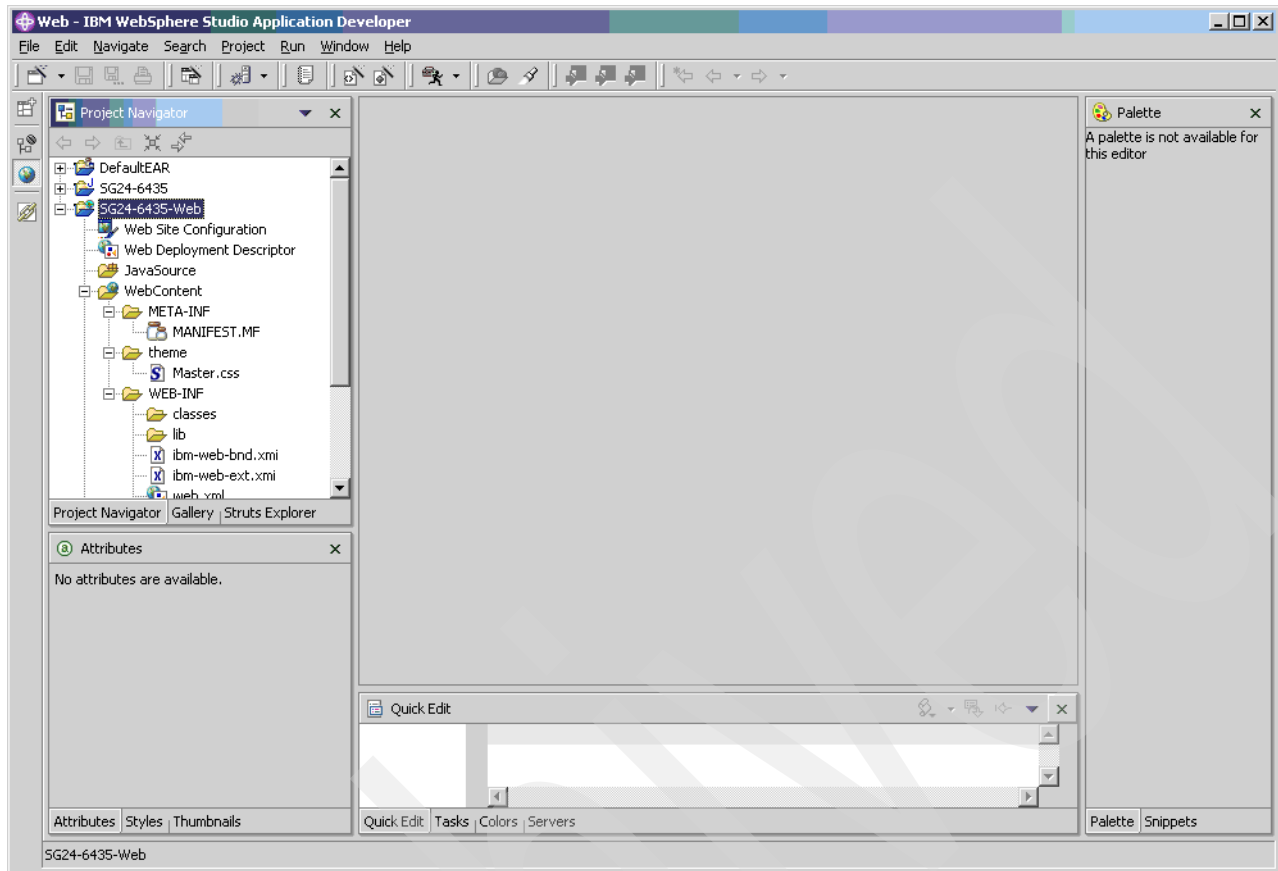 Web - IBM WebSphere Studio Application Developer
File Edit Navigate Search Project Run Window Help
Project Navigator
DefaultEAR
SG24-6435
SG24-6435-Web
Web Site Configuration
Web Deployment Descriptor
JavaSource
WebContent
META-INF
MANIFEST.MF
theme
Master.css
WEB-INF
classes
lib
ibm-web-bnd.xmi
ibm-web-ext.xmi
web.xml
Project Navigator Gallery Struts Explorer
Attributes
No attributes are available.
Attributes Styles Thumbnails
Quick Edit
Quick Edit Tasks Colors Servers
Palette
A palette is not available for
this editor
Palette Snippets
SG24-6435-Web